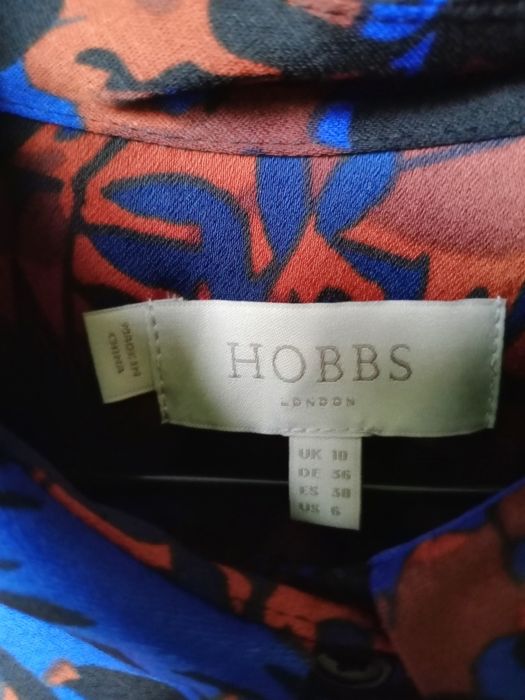 MADE IN
CHINA
HOBBS
LONDON
UK 10
DE 36
ES 38
US 6